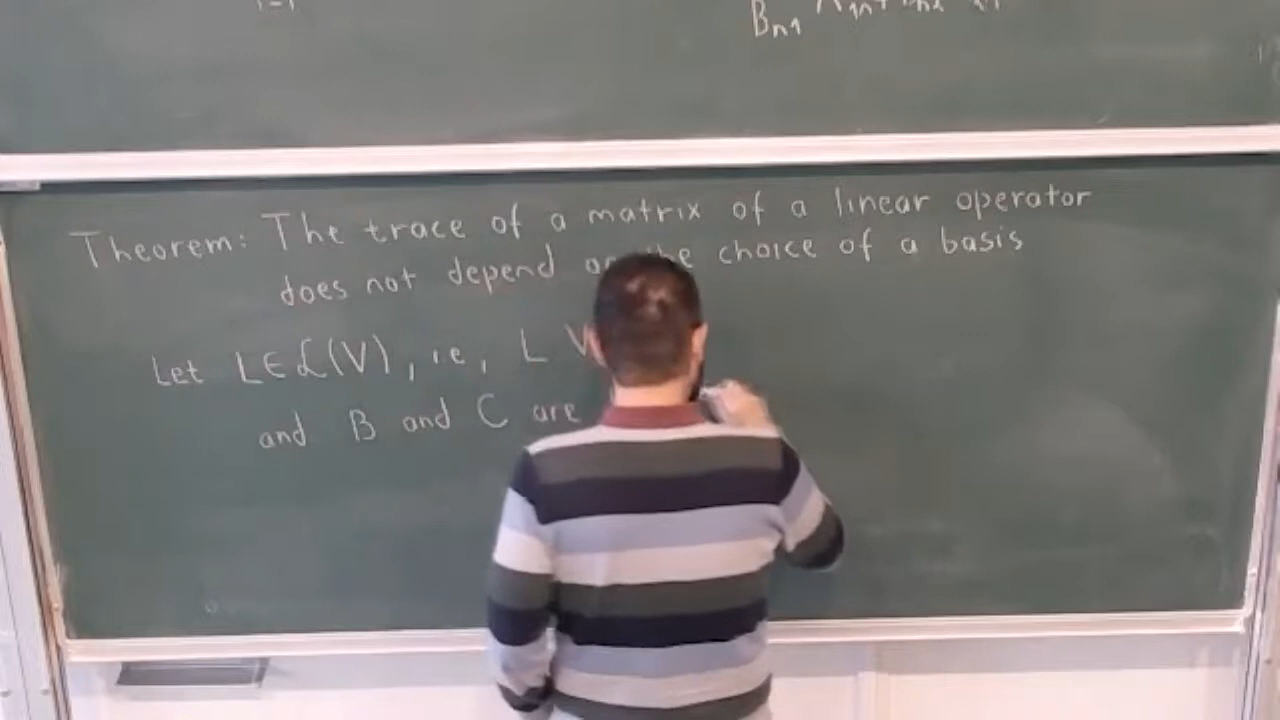 Theorem: The trace of a matrix of a linear operator
does not depend the choice of a basis
Let L∈ℒ(V), i.e., L
and B and C are